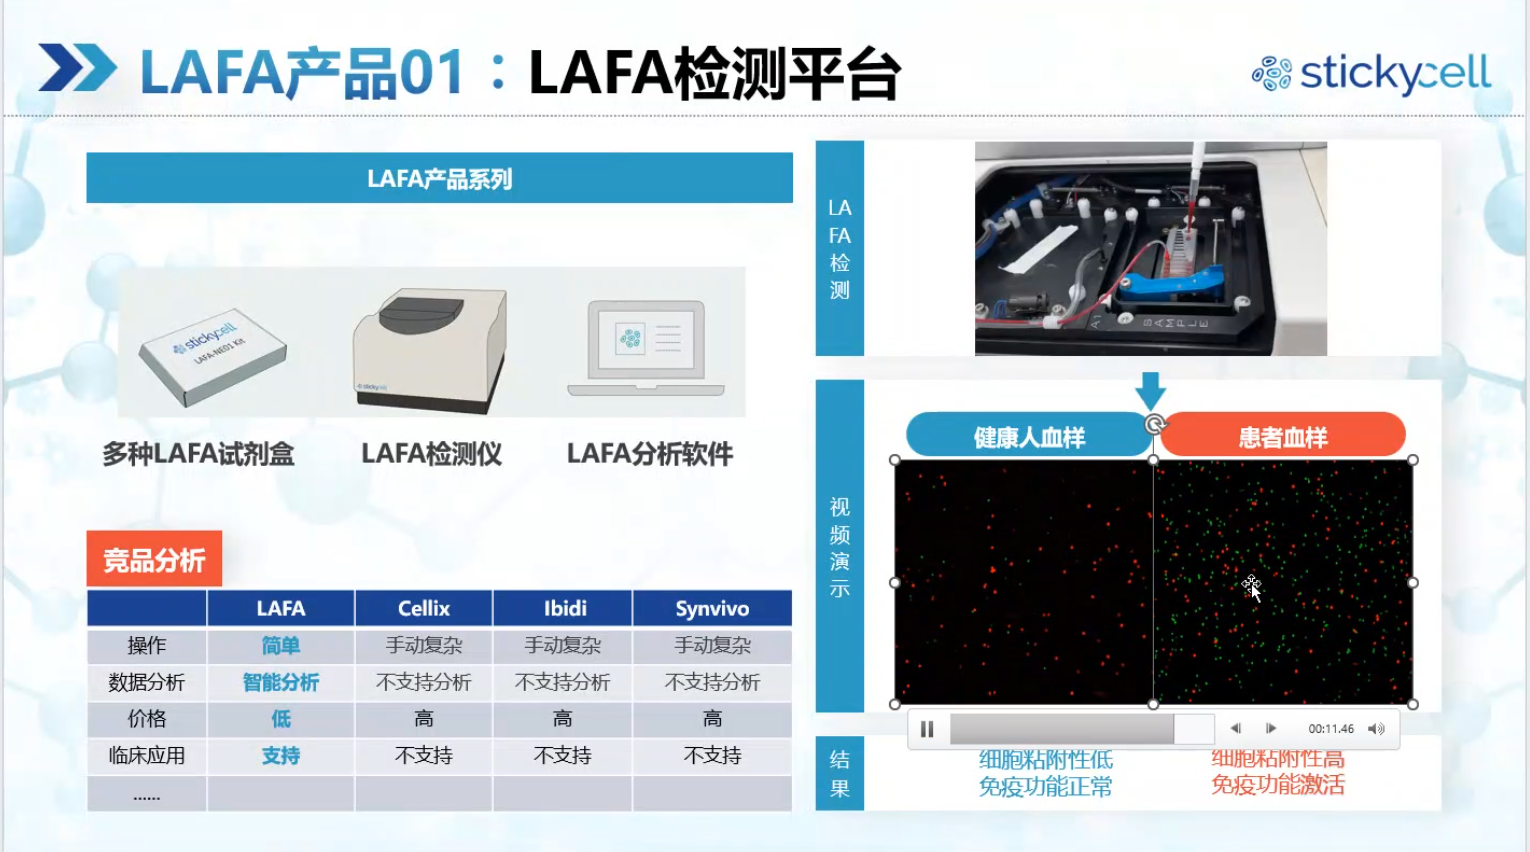 LAFA产品01：LAFA检测平台
stickycell
LAFA产品系列
stickycell
LAFA-NE01 Kit
stickycell
多种LAFA试剂盒
LAFA检测仪
LAFA分析软件
竞品分析
LAFA Cellix Ibidi Synvivo
操作 简单 手动复杂 手动复杂 手动复杂
数据分析 智能分析 不支持分析 不支持分析 不支持分析
价格 低 高 高 高
临床应用 支持 不支持 不支持 不支持
......
LA
FA
检
测
A1 SAMPLE
视
频
演
示
健康人血样
患者血样
00:11.46
结
果
细胞粘附性低
免疫功能正常
细胞粘附性高
免疫功能激活